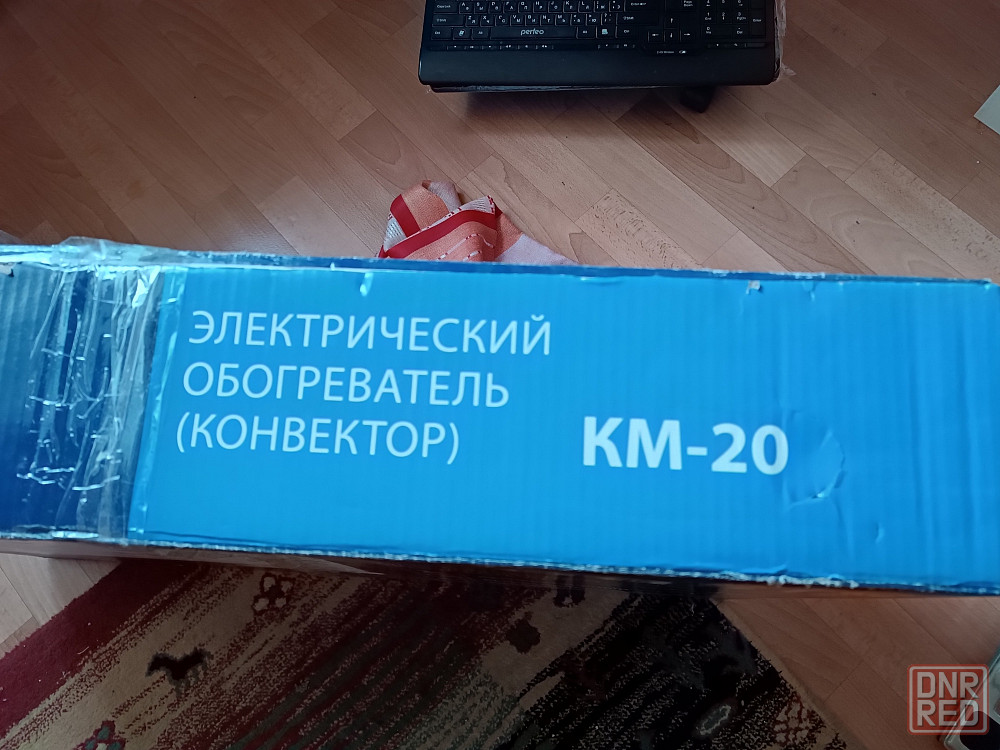 perfeo
ЭЛЕКТРИЧЕСКИЙ
ОБОГРЕВАТЕЛЬ
(КОНВЕКТОР)
КМ-20
DNR
RED